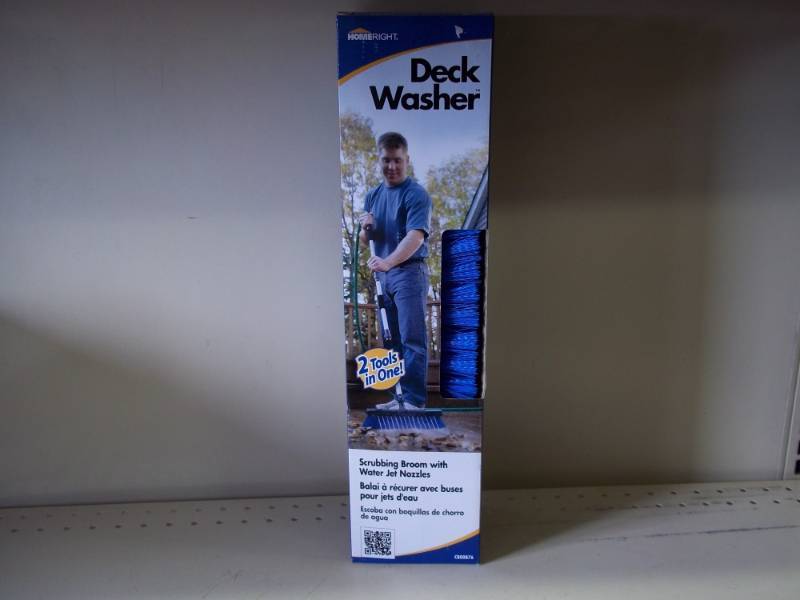 HOMERIGHT.
Deck
Washer™
2 Tools
in One!
Scrubbing Broom with
Water Jet Nozzles
Balai à récurer avec buses
pour jets d'eau
Escoba con boquillas de chorro
de agua